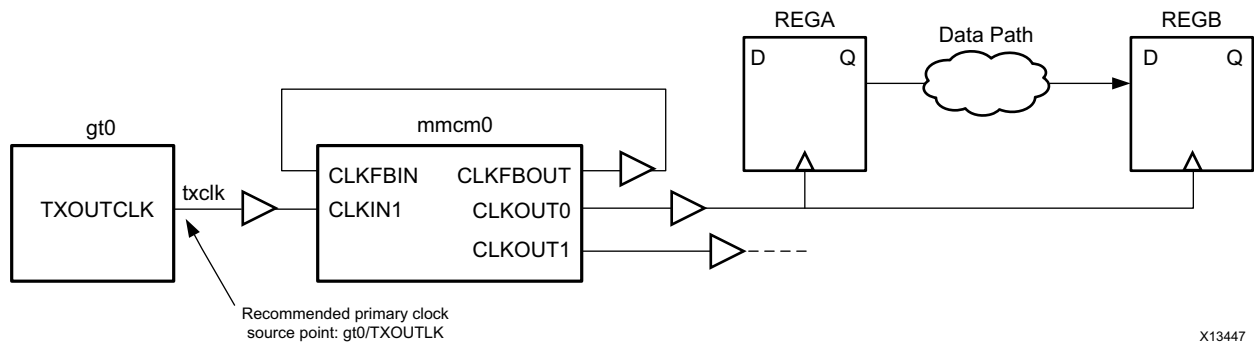 REGA
REGB
Data Path
D
Q
D
Q
gt0
mmcm0
TXOUTCLK
txclk
CLKFBIN
CLKFBOUT
CLKIN1
CLKOUT0
CLKOUT1
Recommended primary clock
source point: gt0/TXOUTLK
X13447